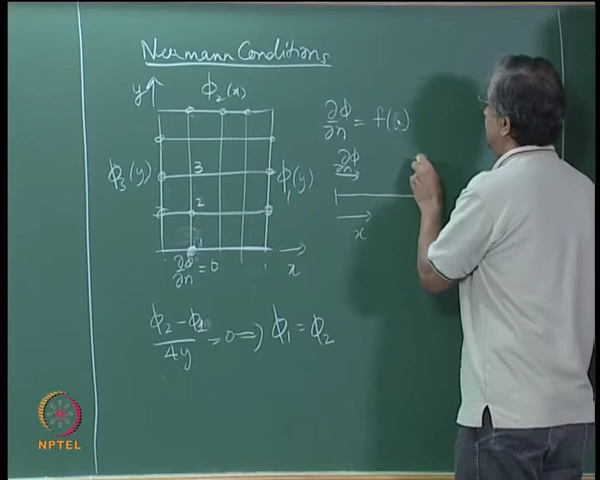 Neumann Conditions
y
ϕ₂(x)
ϕ₃(y)
ϕ₁(y)
3
2
1
∂ϕ/∂n = 0
x
(ϕ₂ − ϕ₁)/Δy = 0 ⇒ ϕ₁ = ϕ₂
∂ϕ/∂n = f(.)
∂ϕ/∂n
x
NPTEL